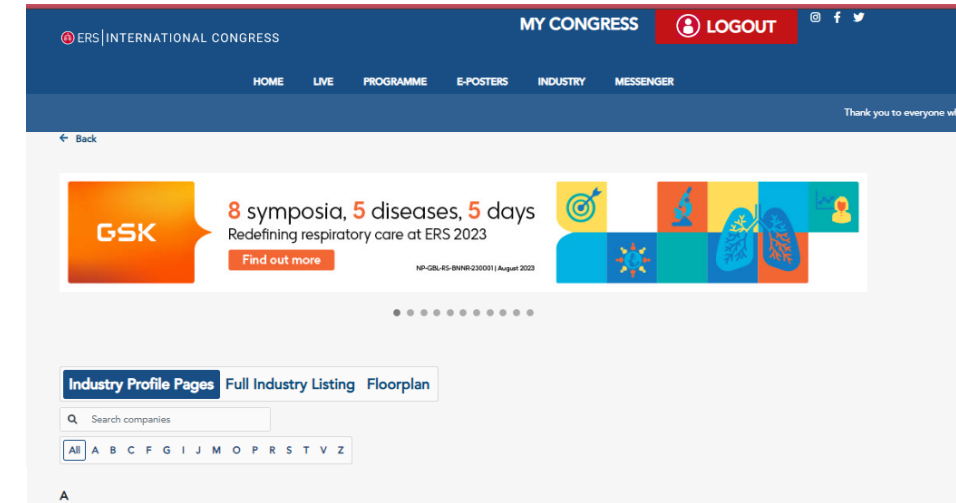 ERS INTERNATIONAL CONGRESS
MY CONGRESS
LOGOUT
HOME LIVE PROGRAMME E-POSTERS INDUSTRY MESSENGER
Thank you to everyone
← Back
GSK
8 symposia, 5 diseases, 5 days
Redefining respiratory care at ERS 2023
Find out more
NP-GBL-RS-BNNR-230001 | August 2023
Industry Profile Pages Full Industry Listing Floorplan
Search companies
All A B C F G I J M O P R S T V Z
A